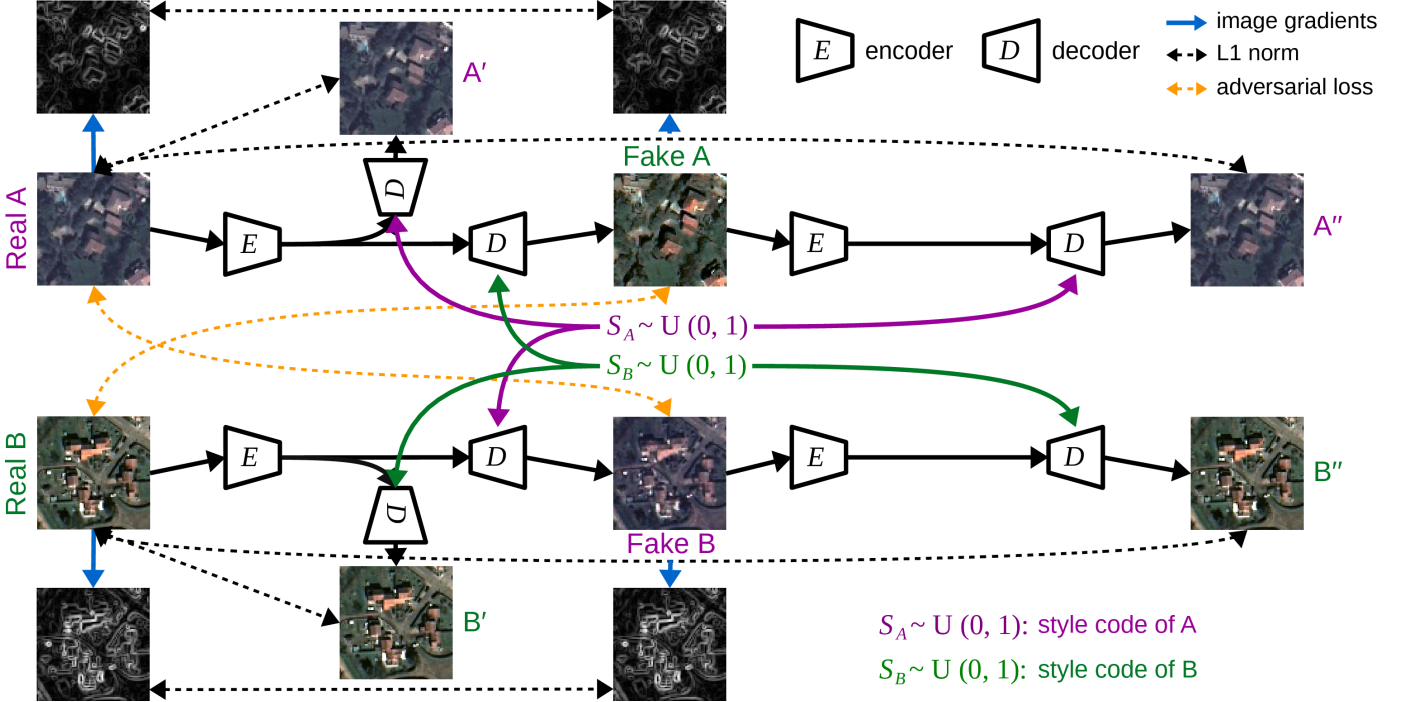 E encoder D decoder
image gradients
L1 norm
adversarial loss
A′
Fake A
Real A
E
D
D
E
D
A″
S_A ~ U (0, 1)
S_B ~ U (0, 1)
Real B
E
D
D
E
D
B″
Fake B
B′
S_A ~ U (0, 1): style code of A
S_B ~ U (0, 1): style code of B